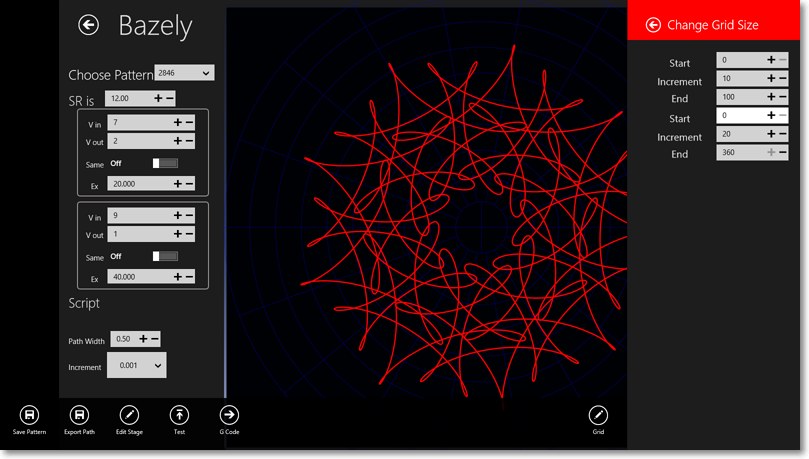 Bazely
Choose Pattern 2846
SR is 12.00
V in 7
V out 2
Same Off
Ex 20.000
V in 9
V out 1
Same Off
Ex 40.000
Script
Path Width 0.50
Increment 0.001
Save Pattern
Export Path
Edit Stage
Test
G Code
Grid
Change Grid Size
Start 0
Increment 10
End 100
Start 0
Increment 20
End 360